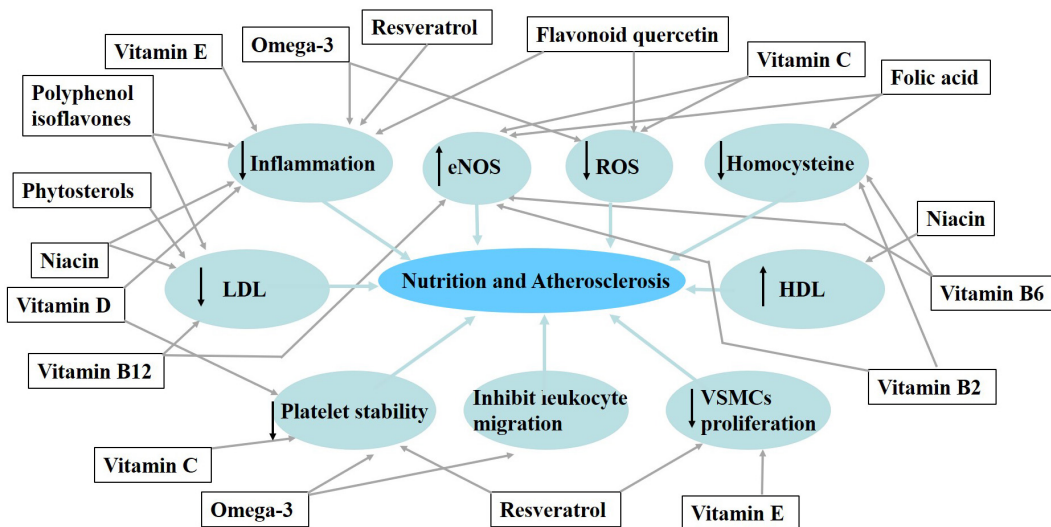 Resveratrol
Omega-3
Flavonoid quercetin
Vitamin E
Vitamin C
Folic acid
Polyphenol
isoflavones
Inflammation
eNOS
ROS
Homocysteine
Phytosterols
Niacin
Niacin
LDL
Nutrition and Atherosclerosis
HDL
Vitamin D
Vitamin B6
Vitamin B12
Vitamin B2
Platelet stability
Inhibit leukocyte
migration
VSMCs
proliferation
Vitamin C
Omega-3
Resveratrol
Vitamin E